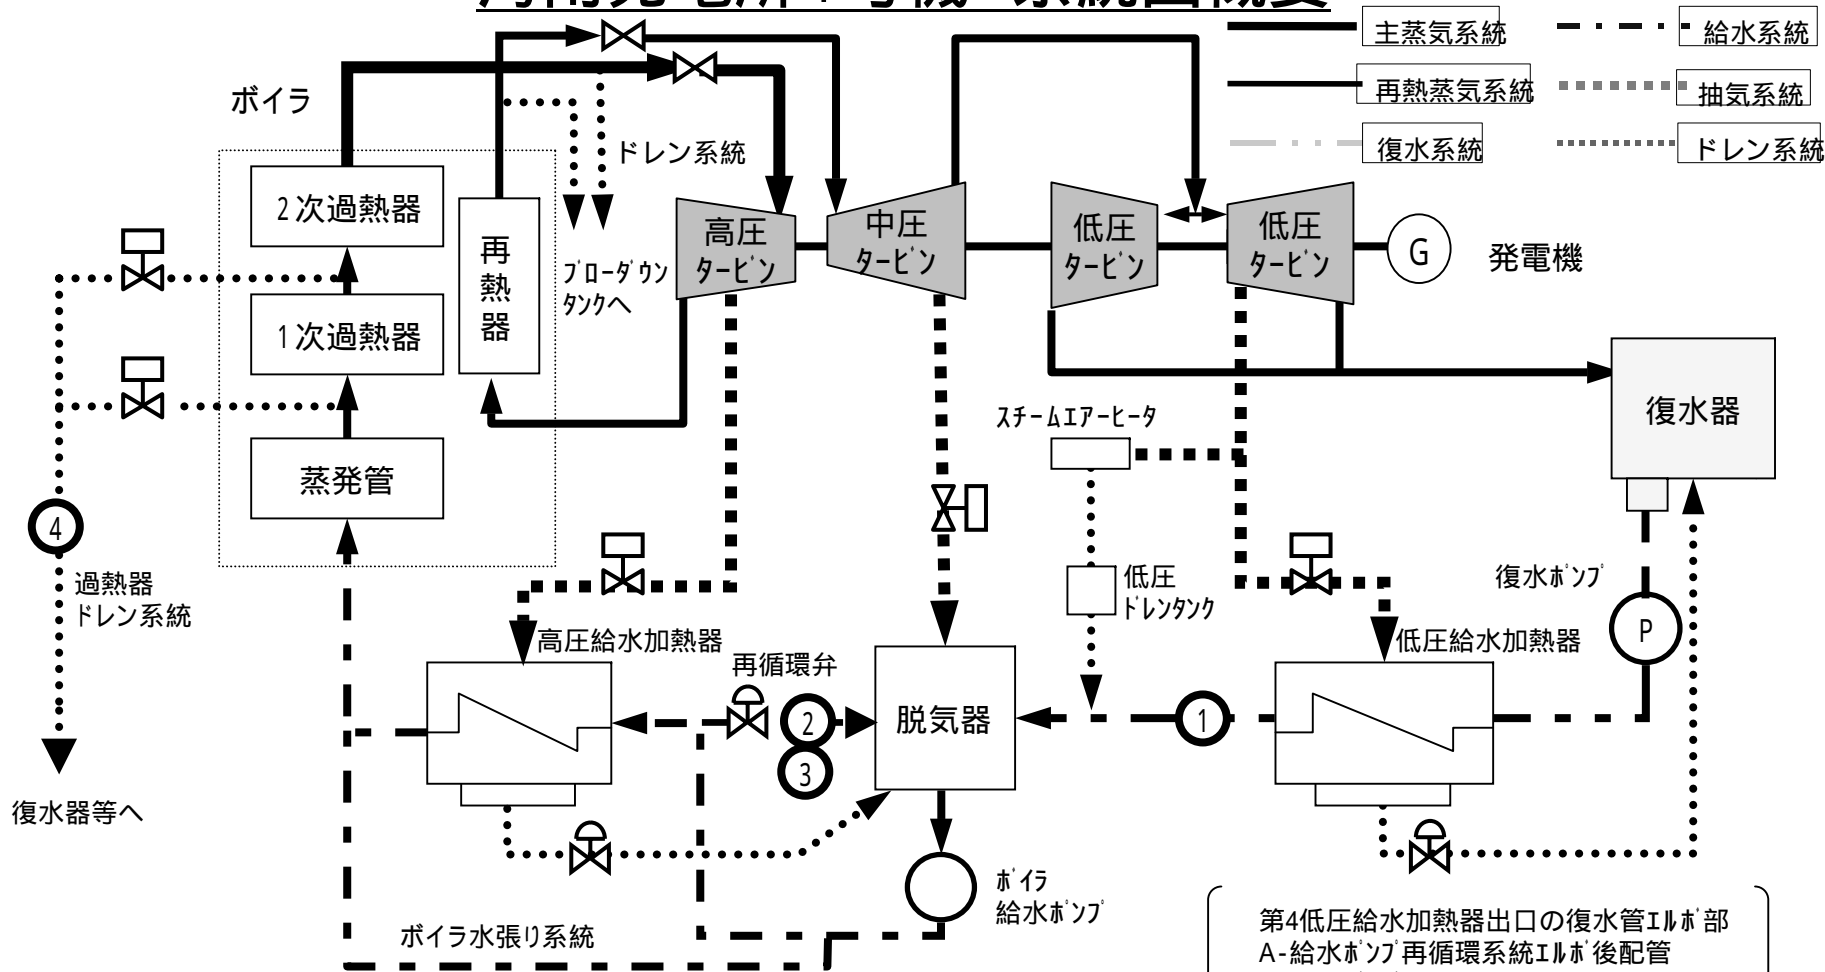 主蒸気系統
給水系統
再熱蒸気系統
抽気系統
復水系統
ドレン系統
ボイラ
ドレン系統
2次過熱器
再熱器
高圧
タービン
中圧
タービン
低圧
タービン
低圧
タービン
G
発電機
ブローダウン
タンクへ
1次過熱器
復水器
スチームエアーヒータ
蒸発管
4
過熱器
ドレン系統
低圧
ドレンタンク
復水ポンプ
P
高圧給水加熱器
再循環弁
低圧給水加熱器
2
脱気器
1
3
復水器等へ
ボイラ
給水ポンプ
ボイラ水張り系統
第4低圧給水加熱器出口の復水管エルボ部
A-給水ポンプ再循環系統エルボ後配管